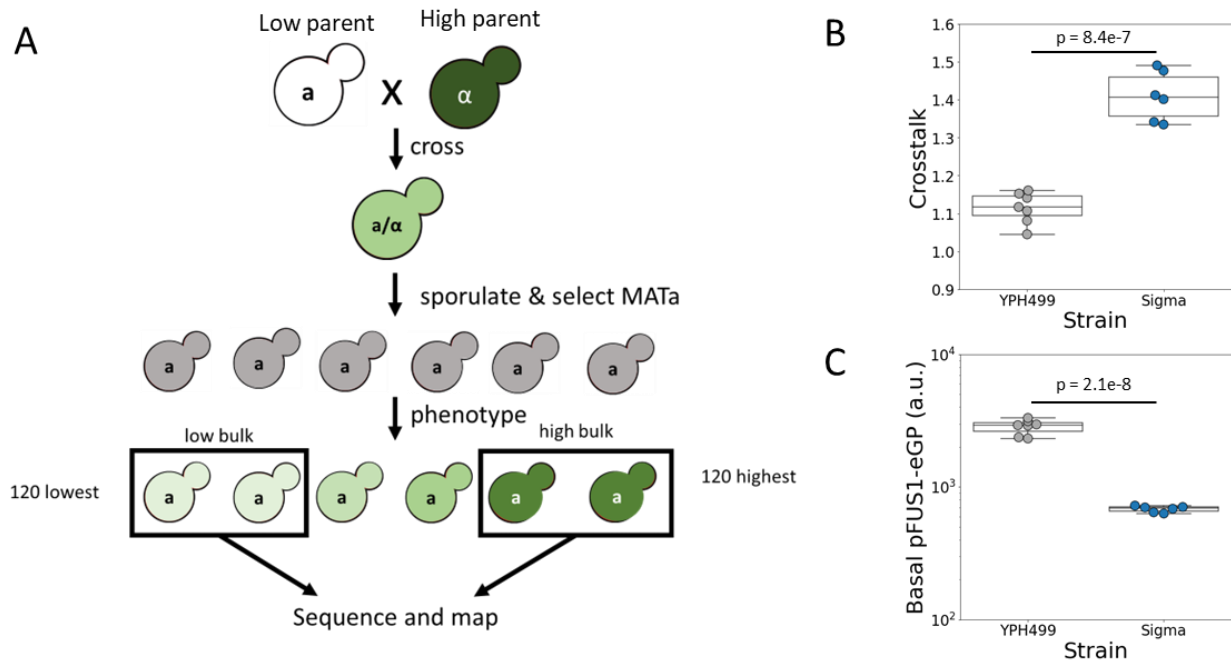 A
Low parent
High parent
a
X
α
cross
a/α
sporulate & select MATa
a a a a a a
phenotype
low bulk
high bulk
120 lowest
a a a a a a
120 highest
Sequence and map
B
p = 8.4e-7
Crosstalk
1.6
1.5
1.4
1.3
1.2
1.1
1.0
0.9
YPH499
Sigma
Strain
C
p = 2.1e-8
Basal pFUS1-eGP (a.u.)
10⁴
10³
10²
YPH499
Sigma
Strain